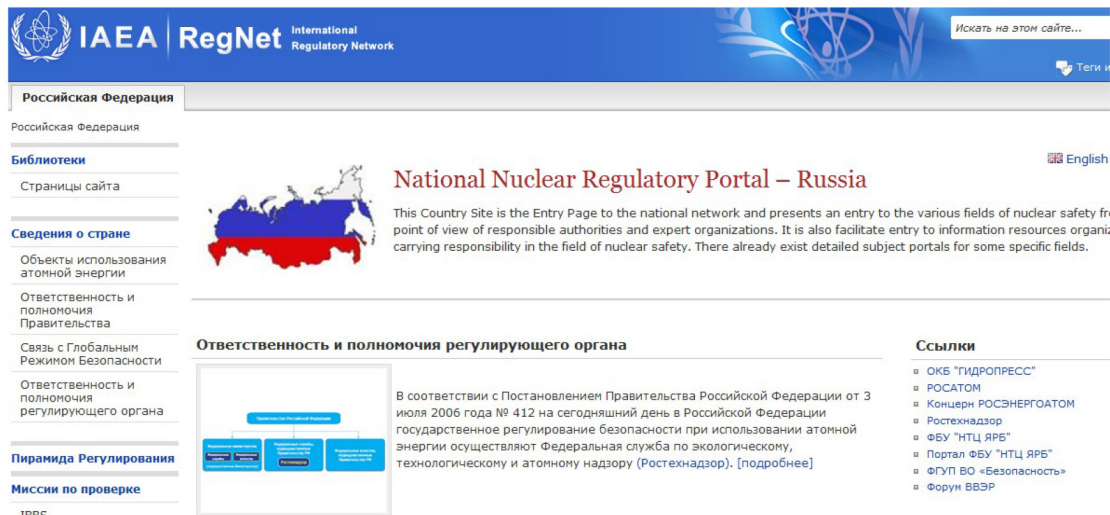 IAEA RegNet International
Regulatory Network
Искать на этом сайте...
Теги и
Российская Федерация
Российская Федерация
Библиотеки
Страницы сайта
Сведения о стране
Объекты использования
атомной энергии
Ответственность и
полномочия
Правительства
Связь с Глобальным
Режимом Безопасности
Ответственность и
полномочия
регулирующего органа
Пирамида Регулирования
Миссии по проверке
English
National Nuclear Regulatory Portal – Russia
This Country Site is the Entry Page to the national network and presents an entry to the various fields of nuclear safety
point of view of responsible authorities and expert organizations. It is also facilitate entry to information resources
carrying responsibility in the field of nuclear safety. There already exist detailed subject portals for some specific fields.
Ответственность и полномочия регулирующего органа
Правительство Российской Федерации
Ростехнадзор
В соответствии с Постановлением Правительства Российской Федерации от 3
июля 2006 года № 412 на сегодняшний день в Российской Федерации
государственное регулирование безопасности при использовании атомной
энергии осуществляют Федеральная служба по экологическому,
технологическому и атомному надзору (Ростехнадзор). [подробнее]
Ссылки
ОКБ "ГИДРОПРЕСС"
РОСАТОМ
Концерн РОСЭНЕРГОАТОМ
Ростехнадзор
ФБУ "НТЦ ЯРБ"
Портал ФБУ "НТЦ ЯРБ"
ФГУП ВО «Безопасность»
Форум ВВЭР